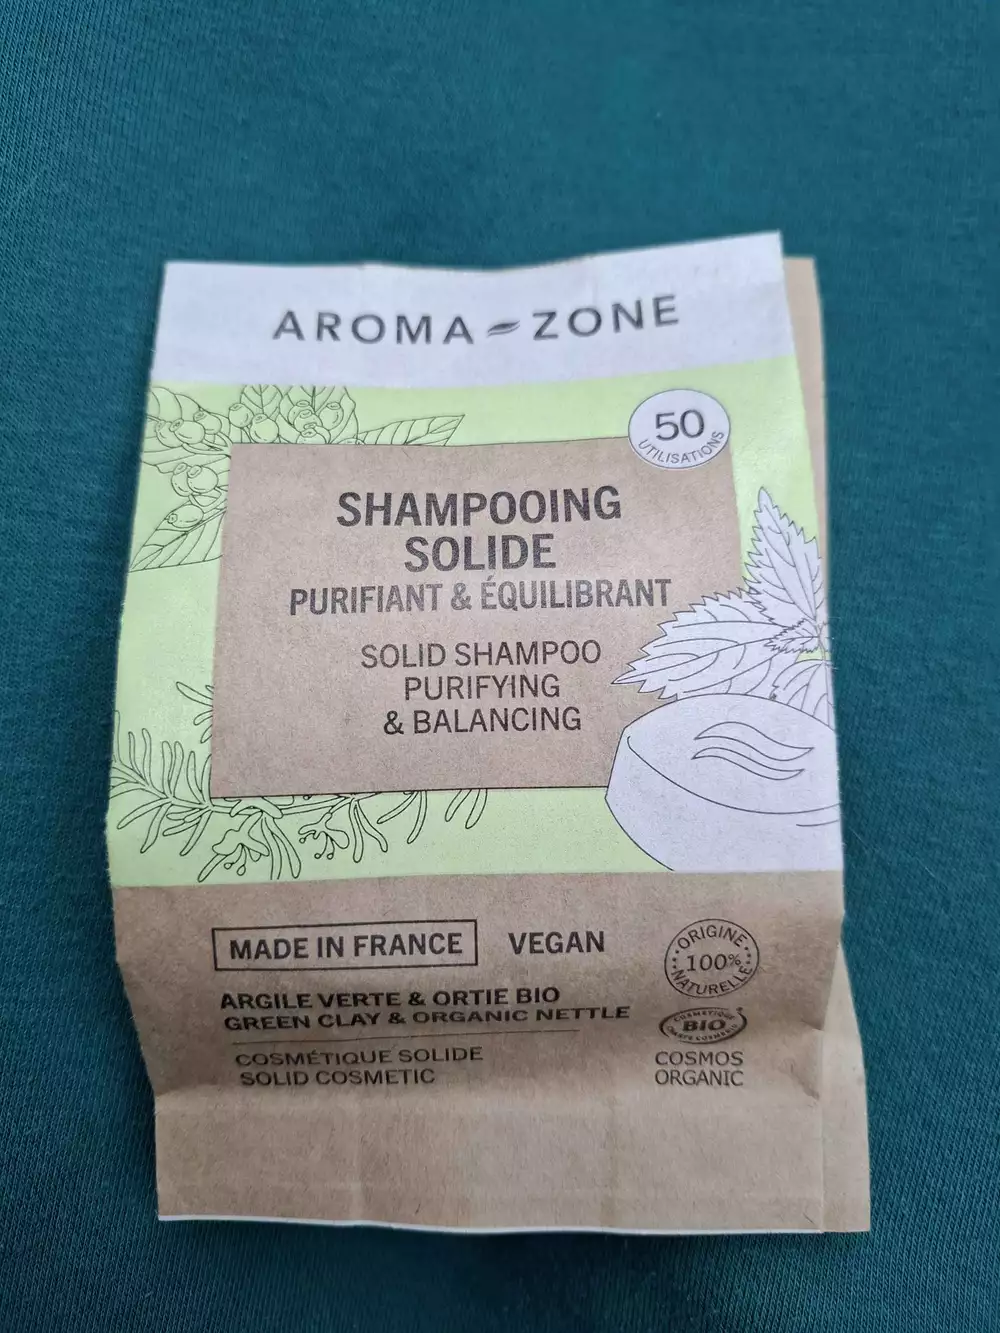 AROMA-ZONE
50
UTILISATIONS
SHAMPOOING
SOLIDE
PURIFIANT & ÉQUILIBRANT
SOLID SHAMPOO
PURIFYING
& BALANCING
MADE IN FRANCE
VEGAN
ORIGINE
100%
NATURELLE
ARGILE VERTE & ORTIE BIO
GREEN CLAY & ORGANIC NETTLE
COSMÉTIQUE SOLIDE
SOLID COSMETIC
COSMÉTIQUE
BIO
COSMOS
ORGANIC